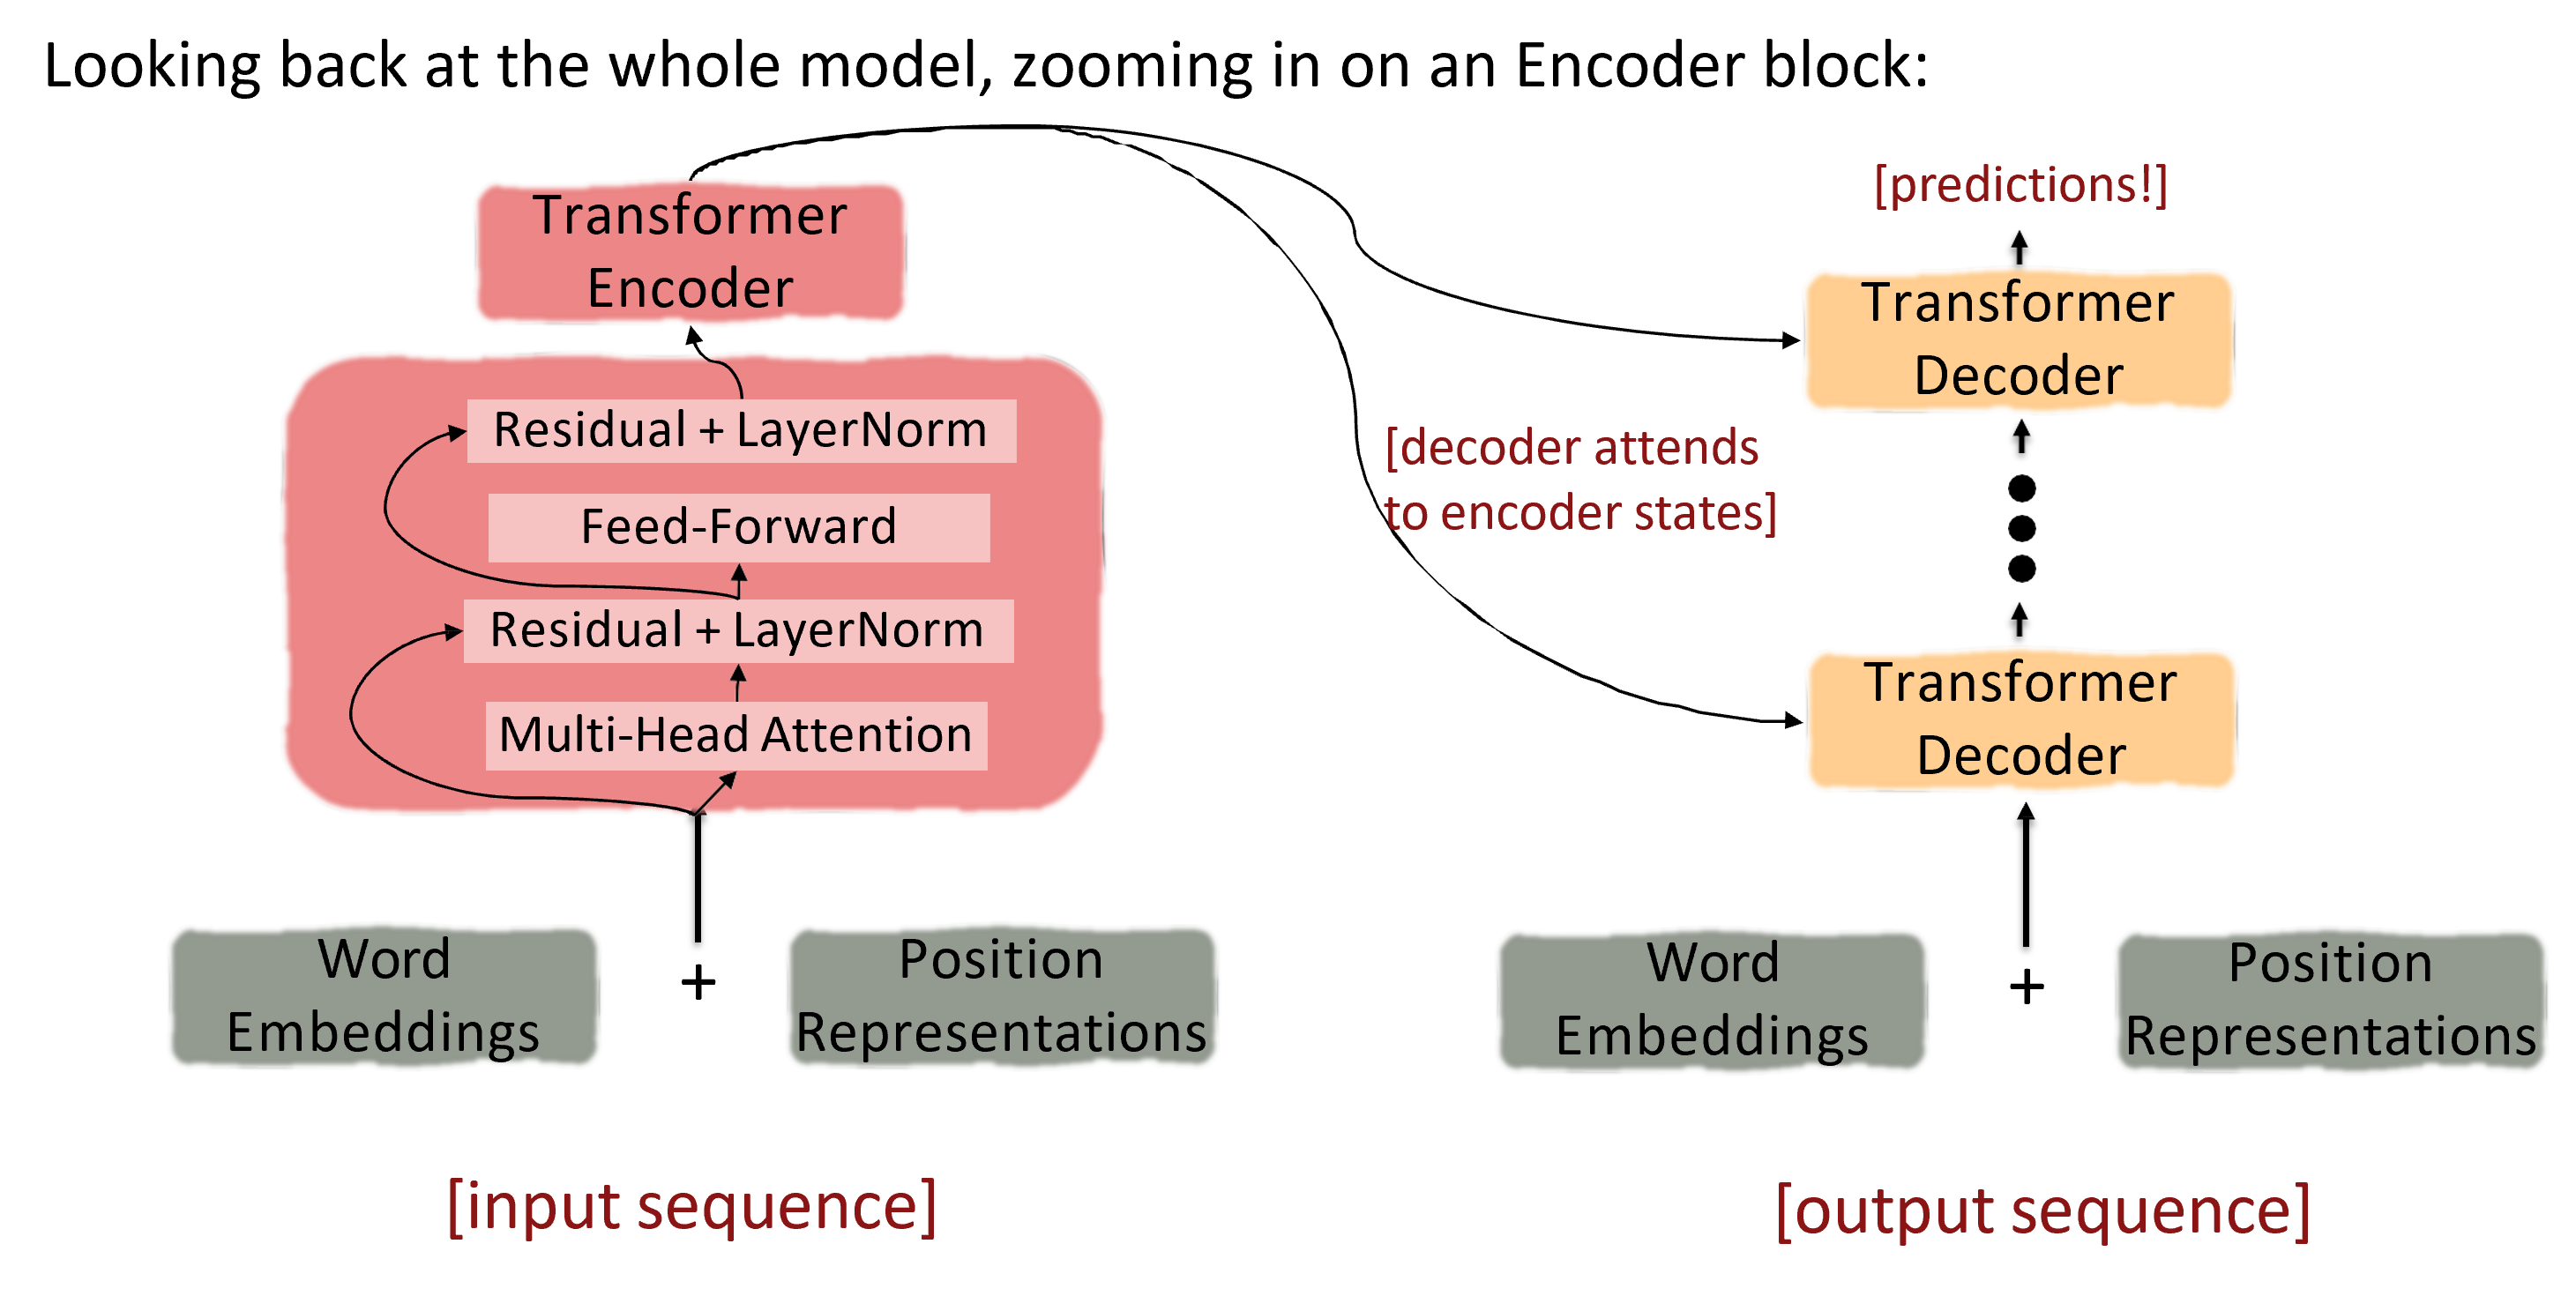 Looking back at the whole model, zooming in on an Encoder block:
Transformer
Encoder
Residual + LayerNorm
Feed-Forward
Residual + LayerNorm
Multi-Head Attention
Word
Embeddings
+
Position
Representations
[input sequence]
[decoder attends
to encoder states]
[predictions!]
Transformer
Decoder
Transformer
Decoder
Word
Embeddings
+
Position
Representations
[output sequence]